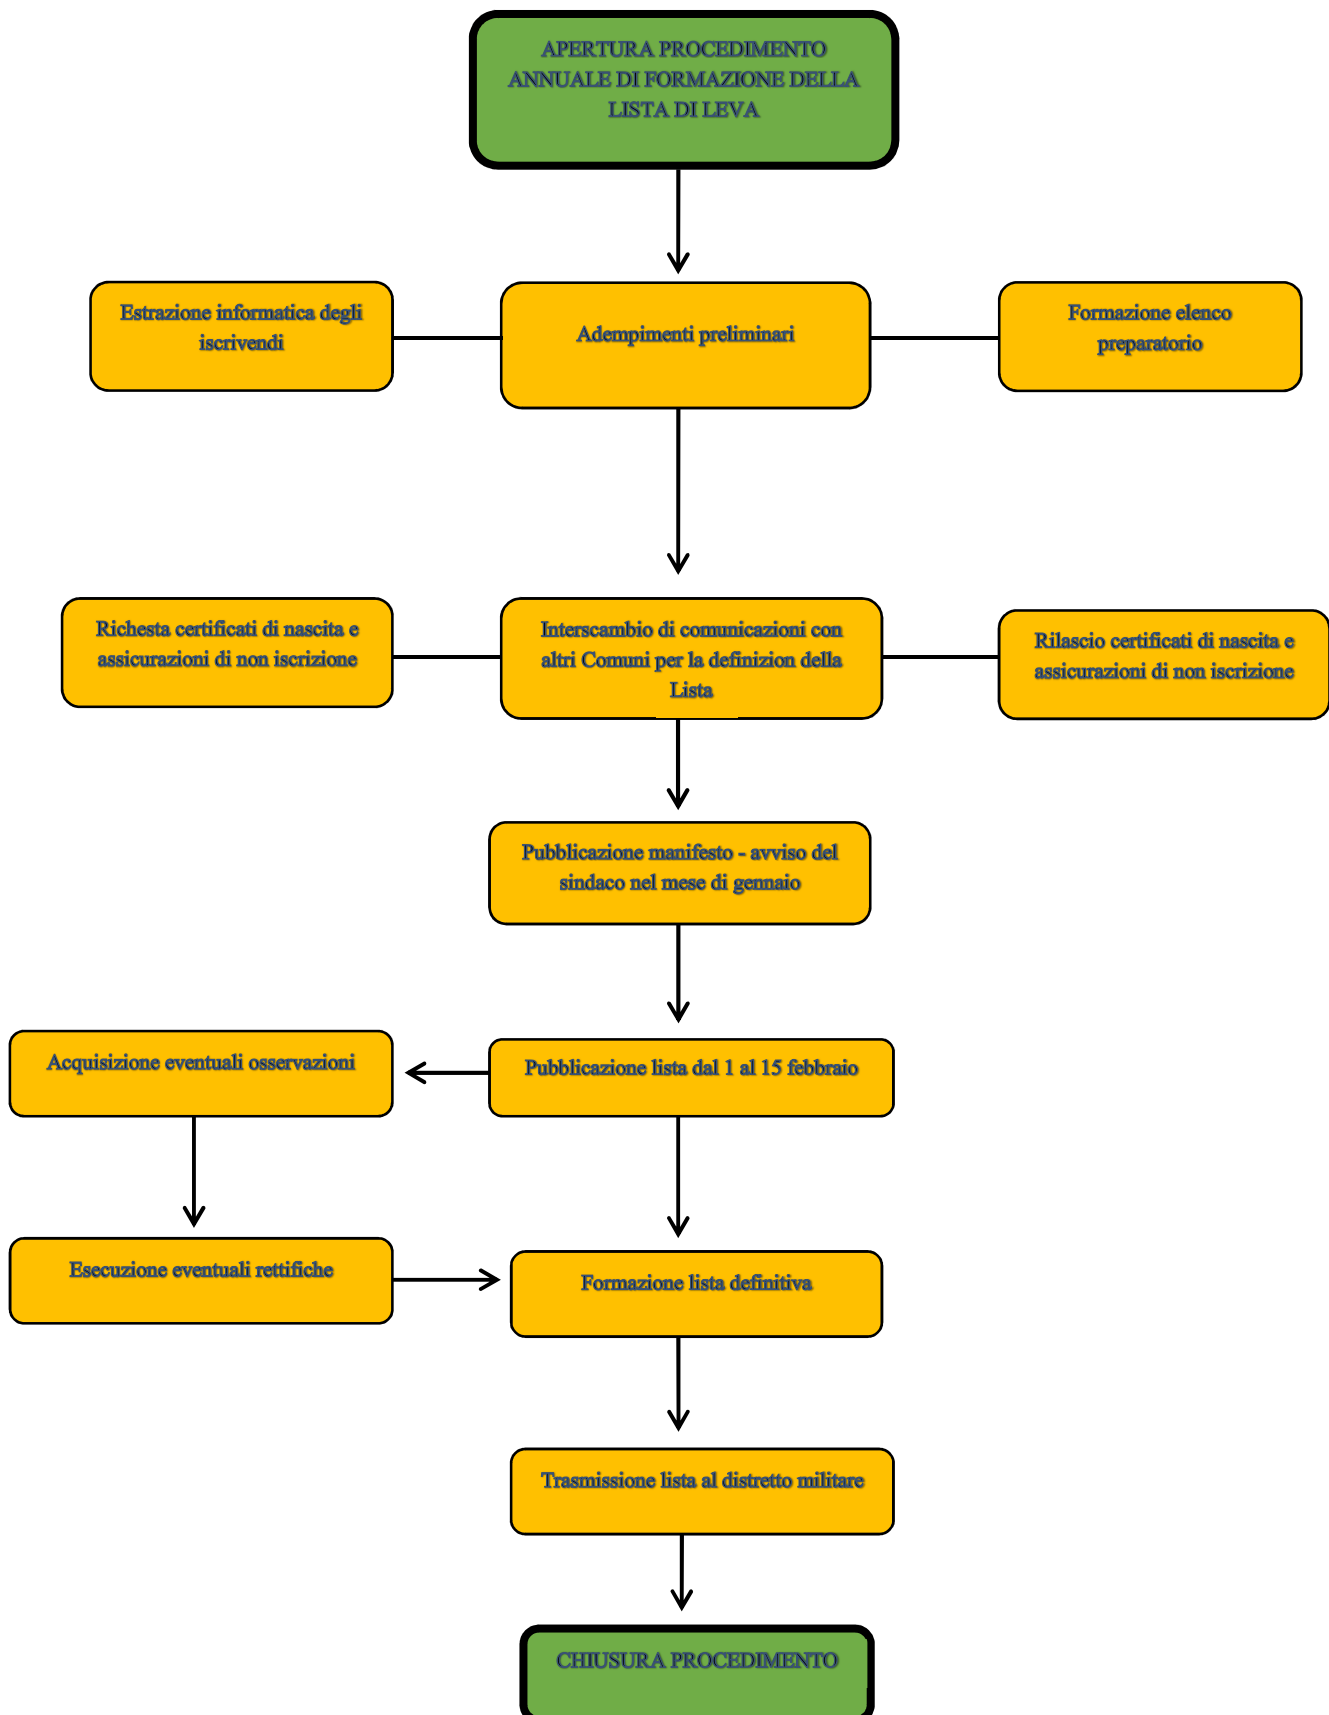 APERTURA PROCEDIMENTO
ANNUALE DI FORMAZIONE DELLA
LISTA DI LEVA
Estrazione informatica degli
iscrivendi
Adempimenti preliminari
Formazione elenco
preparatorio
Richesta certificati di nascita e
assicurazioni di non iscrizione
Interscambio di comunicazioni con
altri Comuni per la definizion della
Lista
Rilascio certificati di nascita e
assicurazioni di non iscrizione
Pubblicazione manifesto - avviso del
sindaco nel mese di gennaio
Acquisizione eventuali osservazioni
Pubblicazione lista dal 1 al 15 febbraio
Esecuzione eventuali rettifiche
Formazione lista definitiva
Trasmissione lista al distretto militare
CHIUSURA PROCEDIMENTO